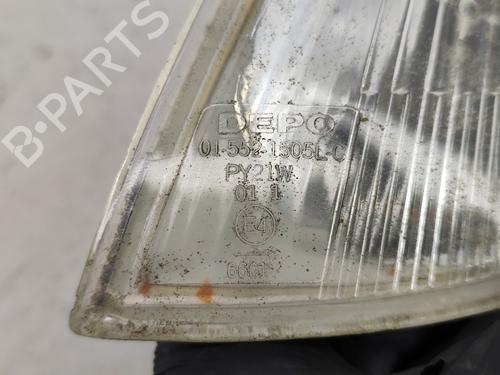 B-PARTS
DEPO
01-552-1505L-C
PY21W
01 1
E4